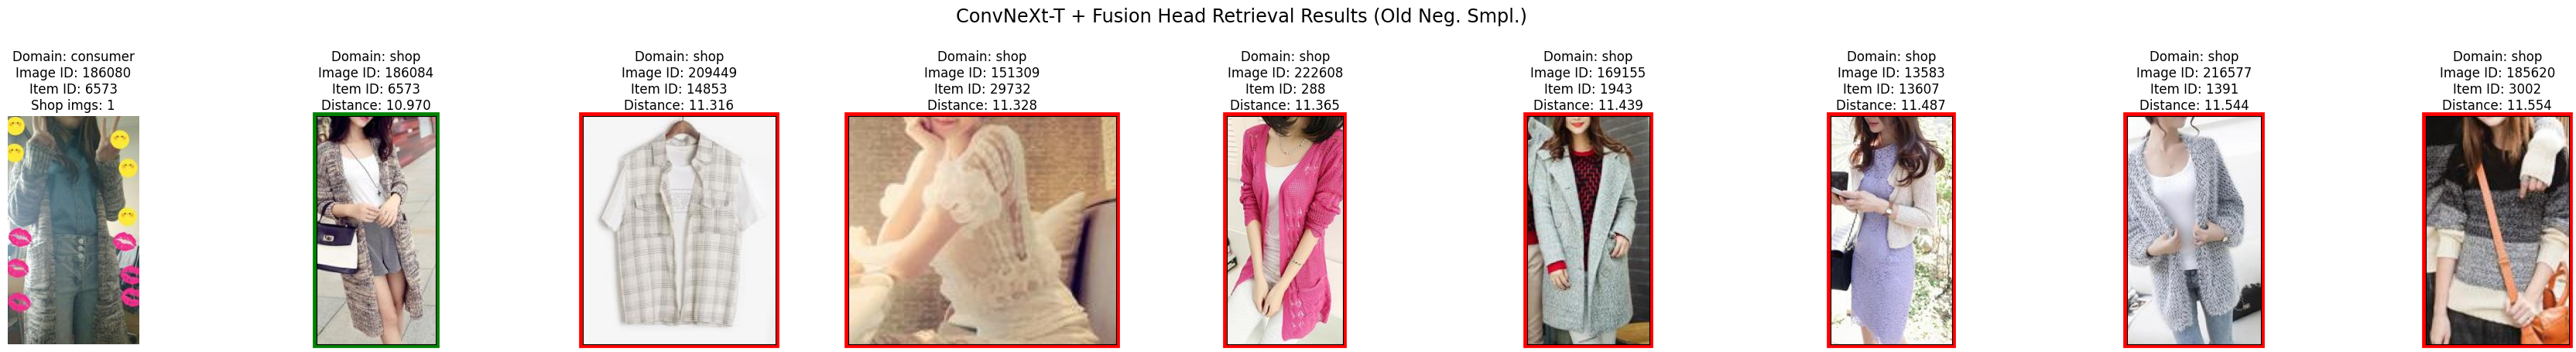 ConvNeXt-T + Fusion Head Retrieval Results (Old Neg. Smpl.)
Domain: consumer
Image ID: 186080
Item ID: 6573
Shop imgs: 1
Domain: shop
Image ID: 186084
Item ID: 6573
Distance: 10.970
Domain: shop
Image ID: 209449
Item ID: 14853
Distance: 11.316
Domain: shop
Image ID: 151309
Item ID: 29732
Distance: 11.328
Domain: shop
Image ID: 222608
Item ID: 288
Distance: 11.365
Domain: shop
Image ID: 169155
Item ID: 1943
Distance: 11.439
Domain: shop
Image ID: 13583
Item ID: 13607
Distance: 11.487
Domain: shop
Image ID: 216577
Item ID: 1391
Distance: 11.544
Domain: shop
Image ID: 185620
Item ID: 3002
Distance: 11.554